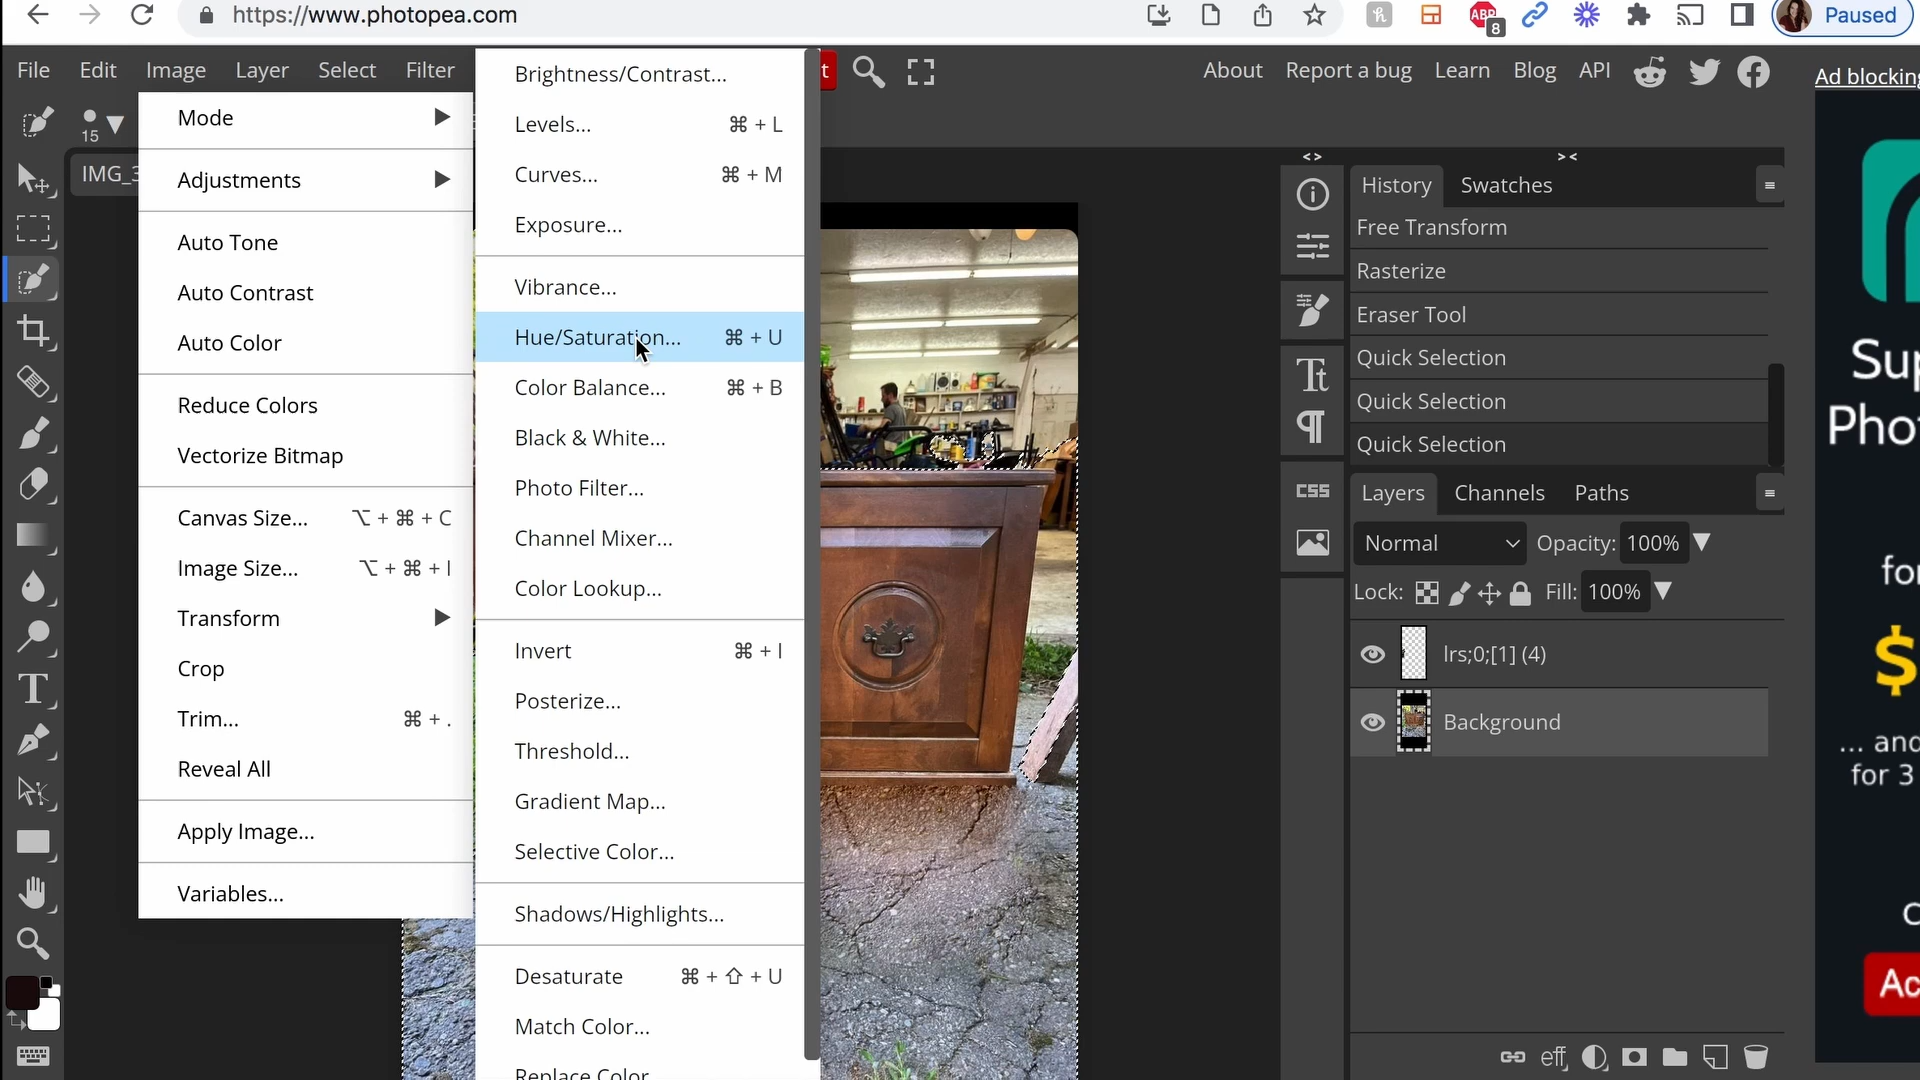 https://www.photopea.com
ABP
8
Paused
File
Edit
Image
Layer
Select
Filter
About
Report a bug
Learn
Blog
API
Ad blocking
15
IMG_3
Mode
Adjustments
Auto Tone
Auto Contrast
Auto Color
Reduce Colors
Vectorize Bitmap
Canvas Size... ⌥ + ⌘ + C
Image Size... ⌥ + ⌘ + I
Transform
Crop
Trim... ⌘ + .
Reveal All
Apply Image...
Variables...
Brightness/Contrast...
Levels... ⌘ + L
Curves... ⌘ + M
Exposure...
Vibrance...
Hue/Saturation... ⌘ + U
Color Balance... ⌘ + B
Black & White...
Photo Filter...
Channel Mixer...
Color Lookup...
Invert ⌘ + I
Posterize...
Threshold...
Gradient Map...
Selective Color...
Shadows/Highlights...
Desaturate ⌘ + ⇧ + U
Match Color...
Replace Color...
< >
> <
History
Swatches
Free Transform
Rasterize
Eraser Tool
Quick Selection
Quick Selection
Quick Selection
CSS
Layers
Channels
Paths
Normal
Opacity: 100%
Lock:
Fill: 100%
lrs;0;[1] (4)
Background
eff
$
... and
for 3